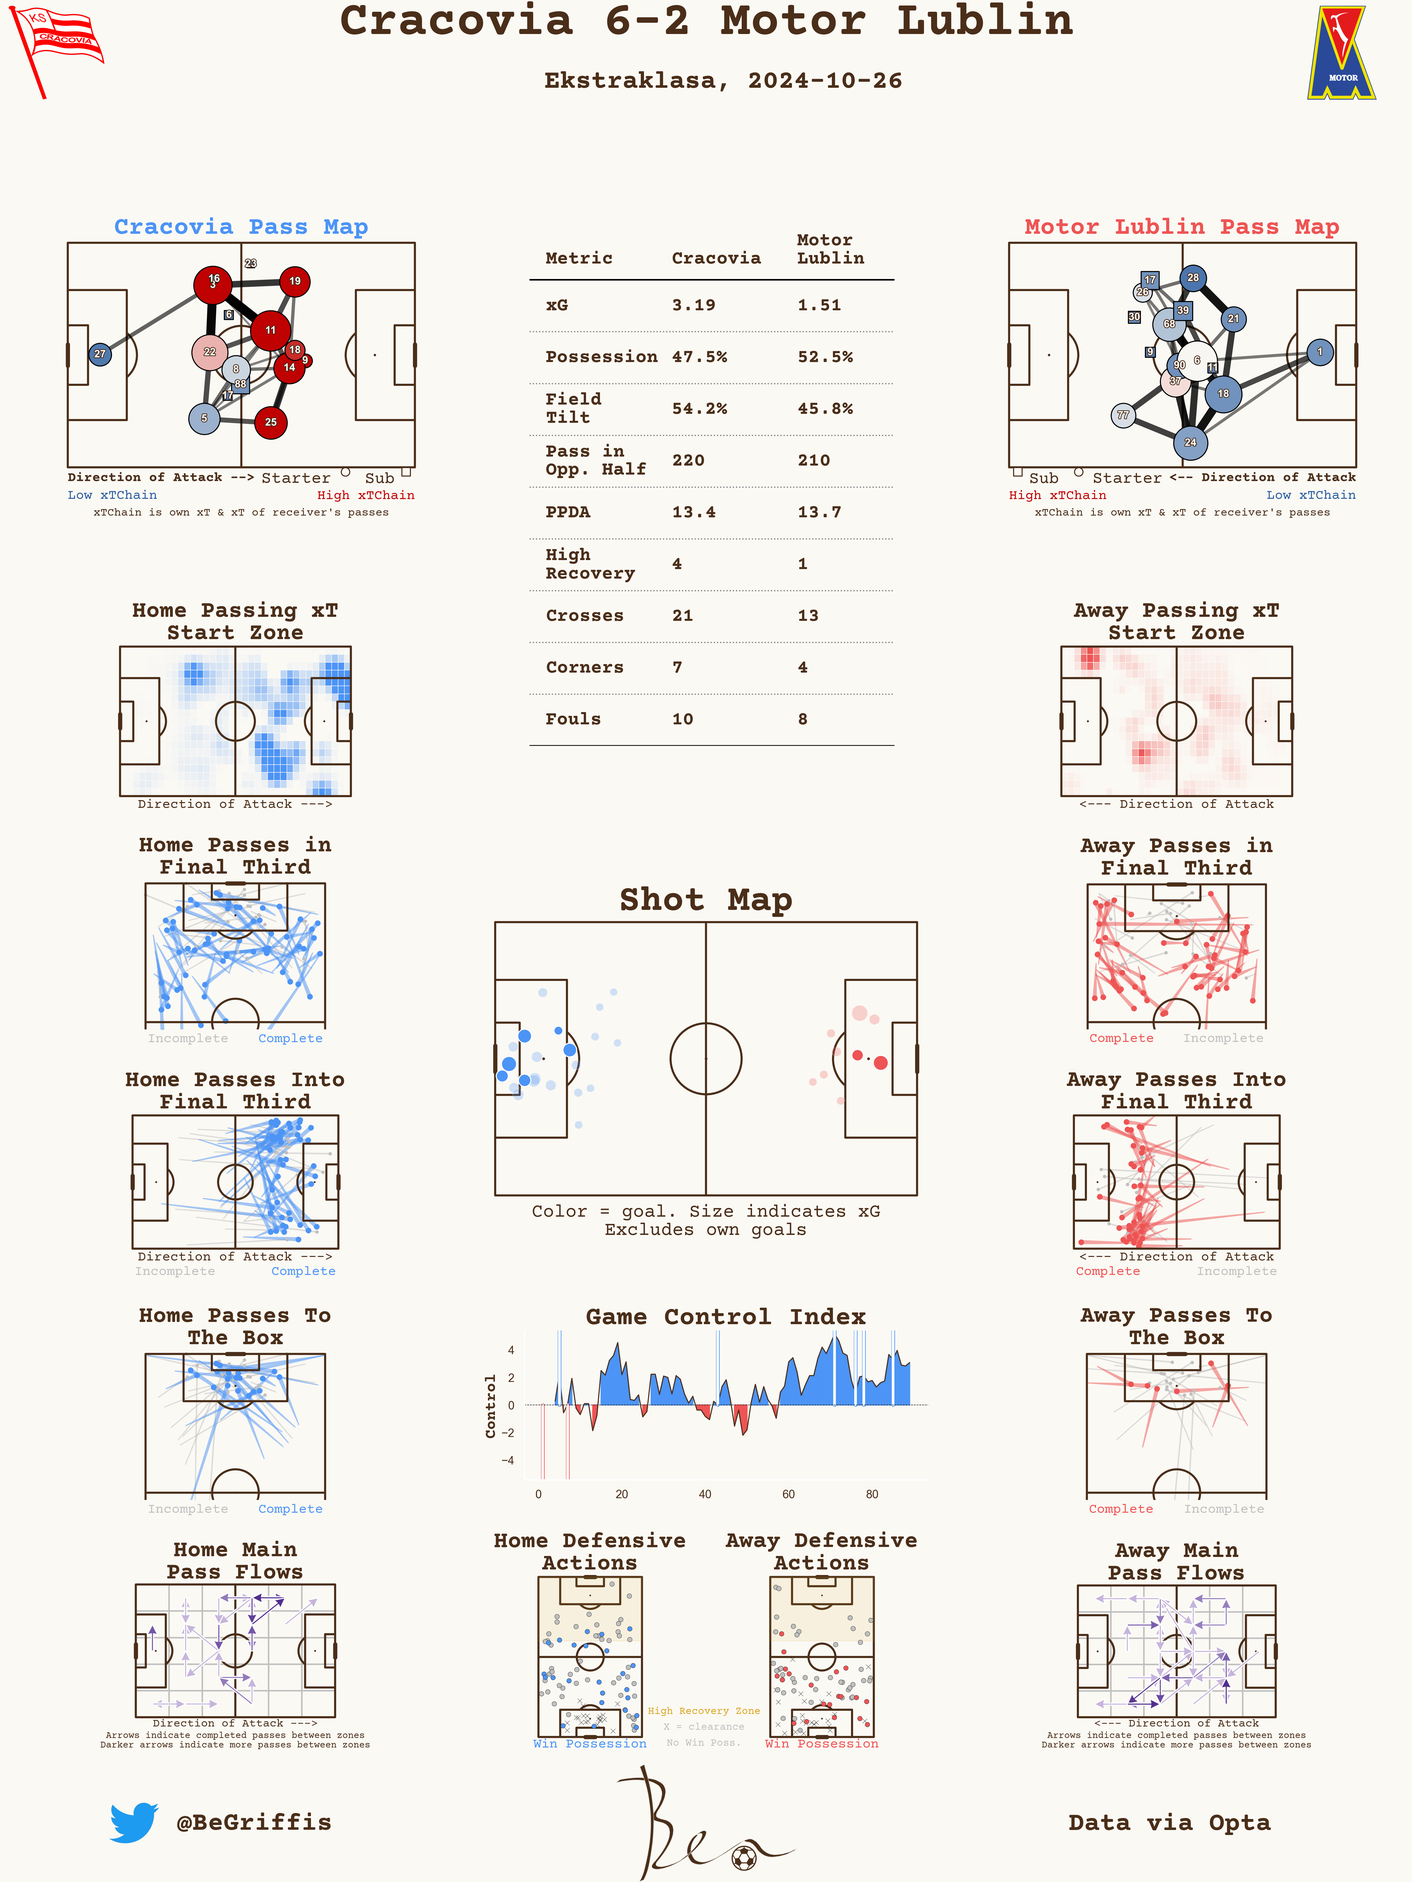 Cracovia 6-2 Motor Lublin
Ekstraklasa, 2024-10-26
KS
CRACOVIA
MOTOR
Cracovia Pass Map
23
16
3
19
6
11
27
22
18
9
8
14
88
17
5
25
Direction of Attack --> Starter Sub
Low xTChain High xTChain
xTChain is own xT & xT of receiver's passes
Metric Cracovia Motor Lublin
xG 3.19 1.51
Possession 47.5% 52.5%
Field Tilt 54.2% 45.8%
Pass in Opp. Half 220 210
PPDA 13.4 13.7
High Recovery 4 1
Crosses 21 13
Corners 7 4
Fouls 10 8
Motor Lublin Pass Map
17
28
26
39
30
68
21
9
6
1
90
11
37
18
77
24
Sub Starter <-- Direction of Attack
High xTChain Low xTChain
xTChain is own xT & xT of receiver's passes
Home Passing xT
Start Zone
Direction of Attack --->
Away Passing xT
Start Zone
<--- Direction of Attack
Home Passes in
Final Third
Incomplete Complete
Away Passes in
Final Third
Complete Incomplete
Shot Map
Color = goal. Size indicates xG
Excludes own goals
Home Passes Into
Final Third
Direction of Attack --->
Incomplete Complete
Away Passes Into
Final Third
<--- Direction of Attack
Complete Incomplete
Home Passes To
The Box
Incomplete Complete
Game Control Index
Control
4
2
0
−2
−4
0 20 40 60 80
Away Passes To
The Box
Complete Incomplete
Home Main
Pass Flows
Direction of Attack --->
Arrows indicate completed passes between zones
Darker arrows indicate more passes between zones
Home Defensive
Actions
Win Possession
Away Defensive
Actions
Win Possession
High Recovery Zone
X = clearance
No Win Poss.
Away Main
Pass Flows
<--- Direction of Attack
Arrows indicate completed passes between zones
Darker arrows indicate more passes between zones
@BeGriffis
Ben
Data via Opta